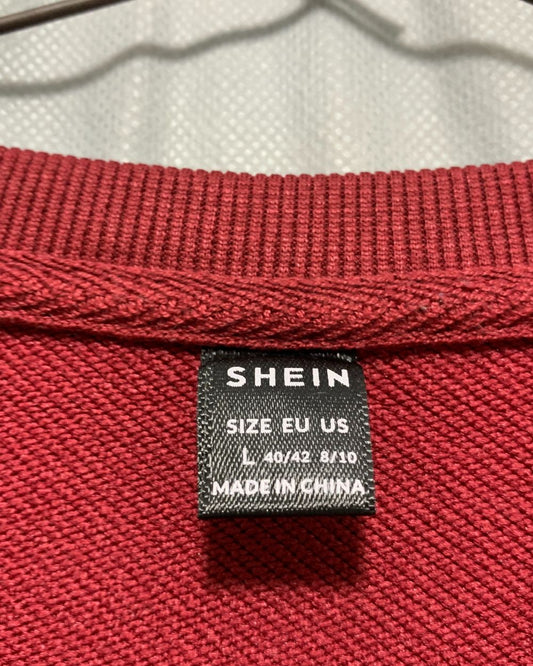 SHEIN
SIZE EU US
L 40/42 8/10
MADE IN CHINA